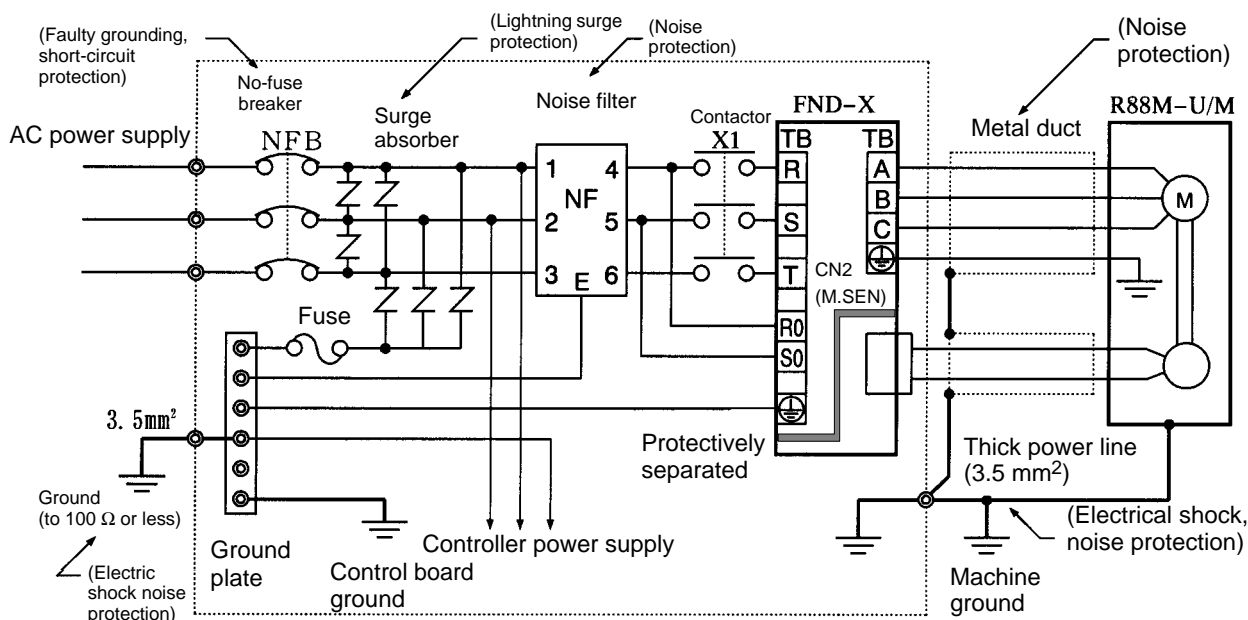 (Faulty grounding,
short-circuit
protection)
(Lightning surge
protection)
(Noise
protection)
(Noise
protection)
No-fuse
breaker
Surge
absorber
Noise filter
FND-X
R88M-U/M
AC power supply
NFB
Contactor
X1
Metal duct
TB
TB
1
4
R
A
B
M
NF
2
5
S
C
3
6
T
E
CN2
(M.SEN)
Fuse
R0
S0
3. 5mm²
Protectively
separated
Thick power line
(3.5 mm²)
Ground
(to 100 Ω or less)
(Electrical shock,
noise protection)
Controller power supply
Ground
plate
Control board
ground
Machine
ground
(Electric
shock noise
protection)